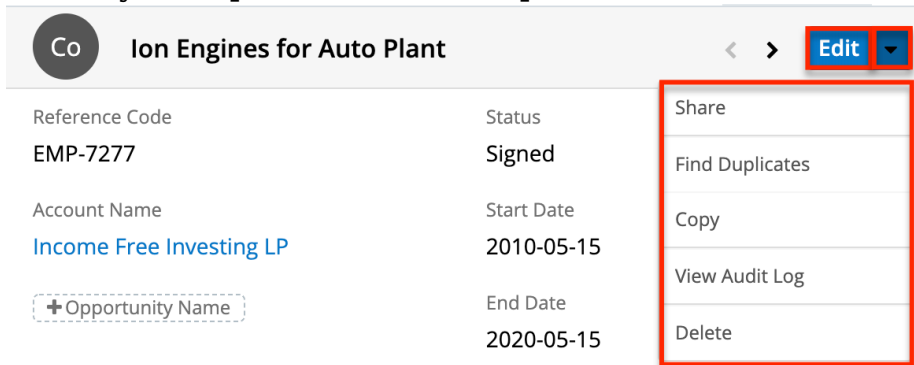 Co
Ion Engines for Auto Plant
Edit
Reference Code
EMP-7277
Status
Signed
Account Name
Income Free Investing LP
Start Date
2010-05-15
+Opportunity Name
End Date
2020-05-15
Share
Find Duplicates
Copy
View Audit Log
Delete